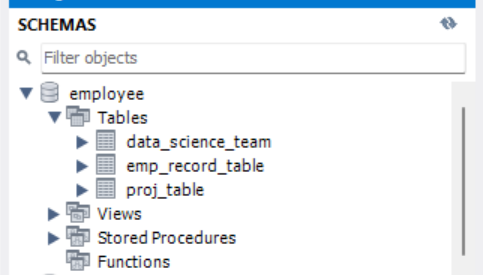 SCHEMAS
Filter objects
employee
Tables
data_science_team
emp_record_table
proj_table
Views
Stored Procedures
Functions